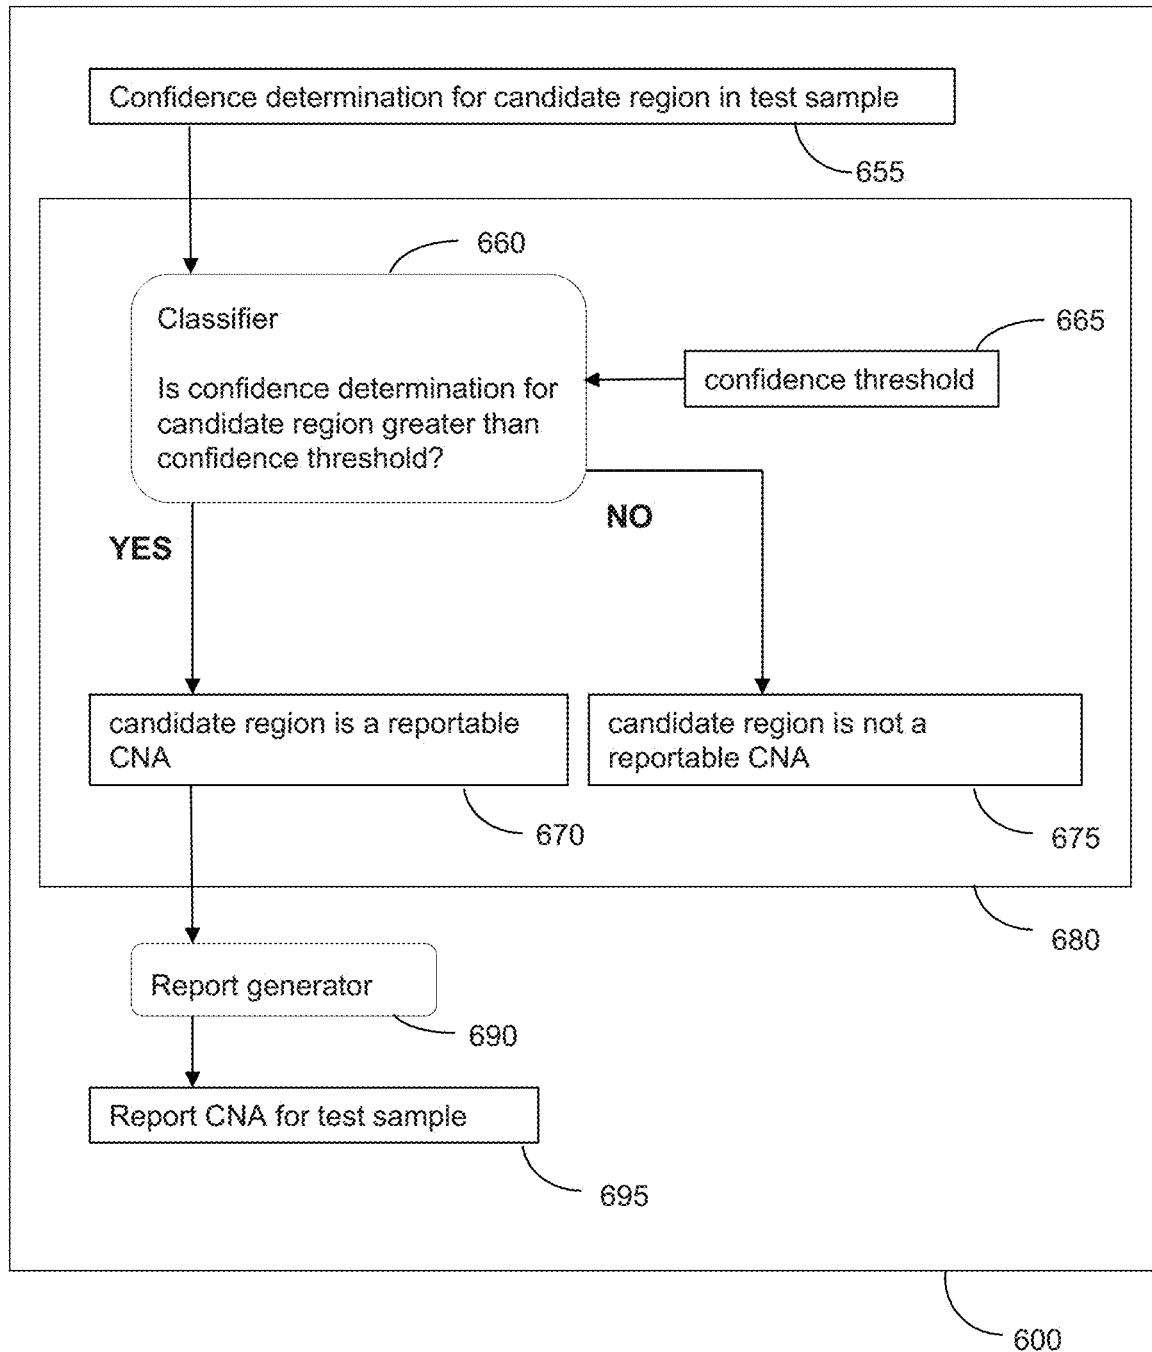 Confidence determination for candidate region in test sample
655
660
Classifier
665
confidence threshold
Is confidence determination for
candidate region greater than
confidence threshold?
NO
YES
candidate region is a reportable
CNA
candidate region is not a
reportable CNA
670
675
680
Report generator
690
Report CNA for test sample
695
600